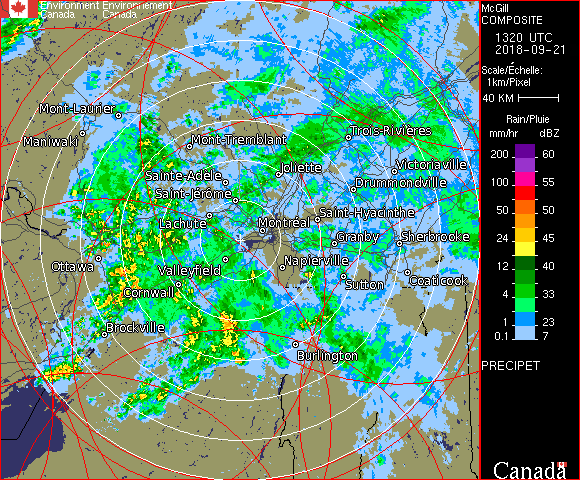 Environment Environnement
Canada Canada
McGill
COMPOSITE
1320 UTC
2018-09-21
Scale/Échelle:
1km/Pixel
40 KM
Rain/Pluie
mm/hr dBZ
200 60
100 55
50 50
24 45
12 40
4 33
1 23
0.1 7
PRECIPET
Mont-Laurier
Maniwaki
Mont-Tremblant
Trois-Rivières
Sainte-Adèle
Joliette
Victoriaville
Saint-Jérôme
Drummondville
Lachute
Montréal
Saint-Hyacinthe
Granby
Sherbrooke
Ottawa
Valleyfield
Napierville
Cornwall
Sutton
Coaticook
Brockville
Burlington
Canada